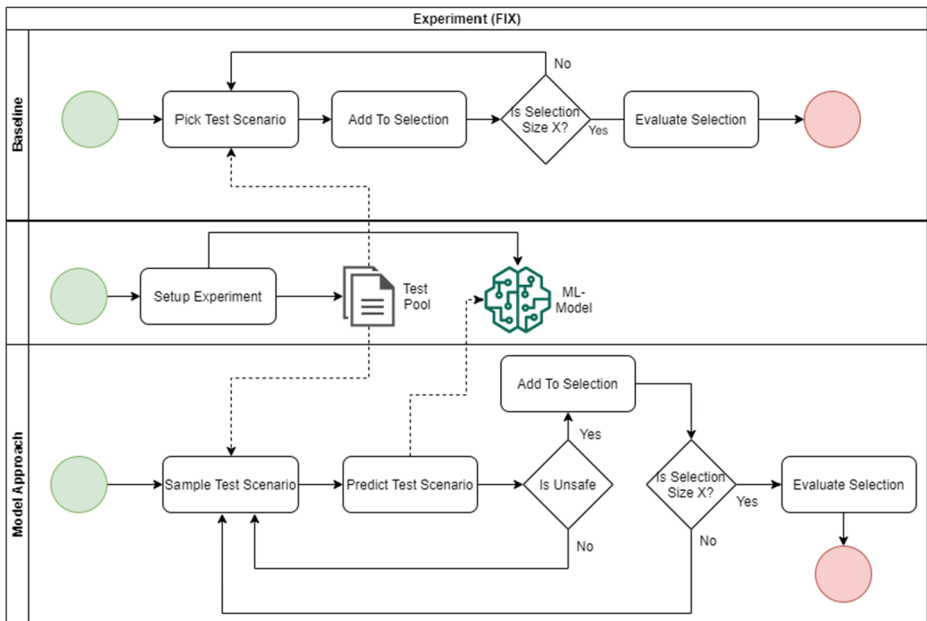 Experiment (FIX)
Baseline
No
Pick Test Scenario
Add To Selection
Is Selection
Size X?
Yes
Evaluate Selection
Setup Experiment
Test
Pool
ML-
Model
Model Approach
Add To Selection
Yes
Sample Test Scenario
Predict Test Scenario
Is Unsafe
No
Is Selection
Size X?
Yes
No
Evaluate Selection